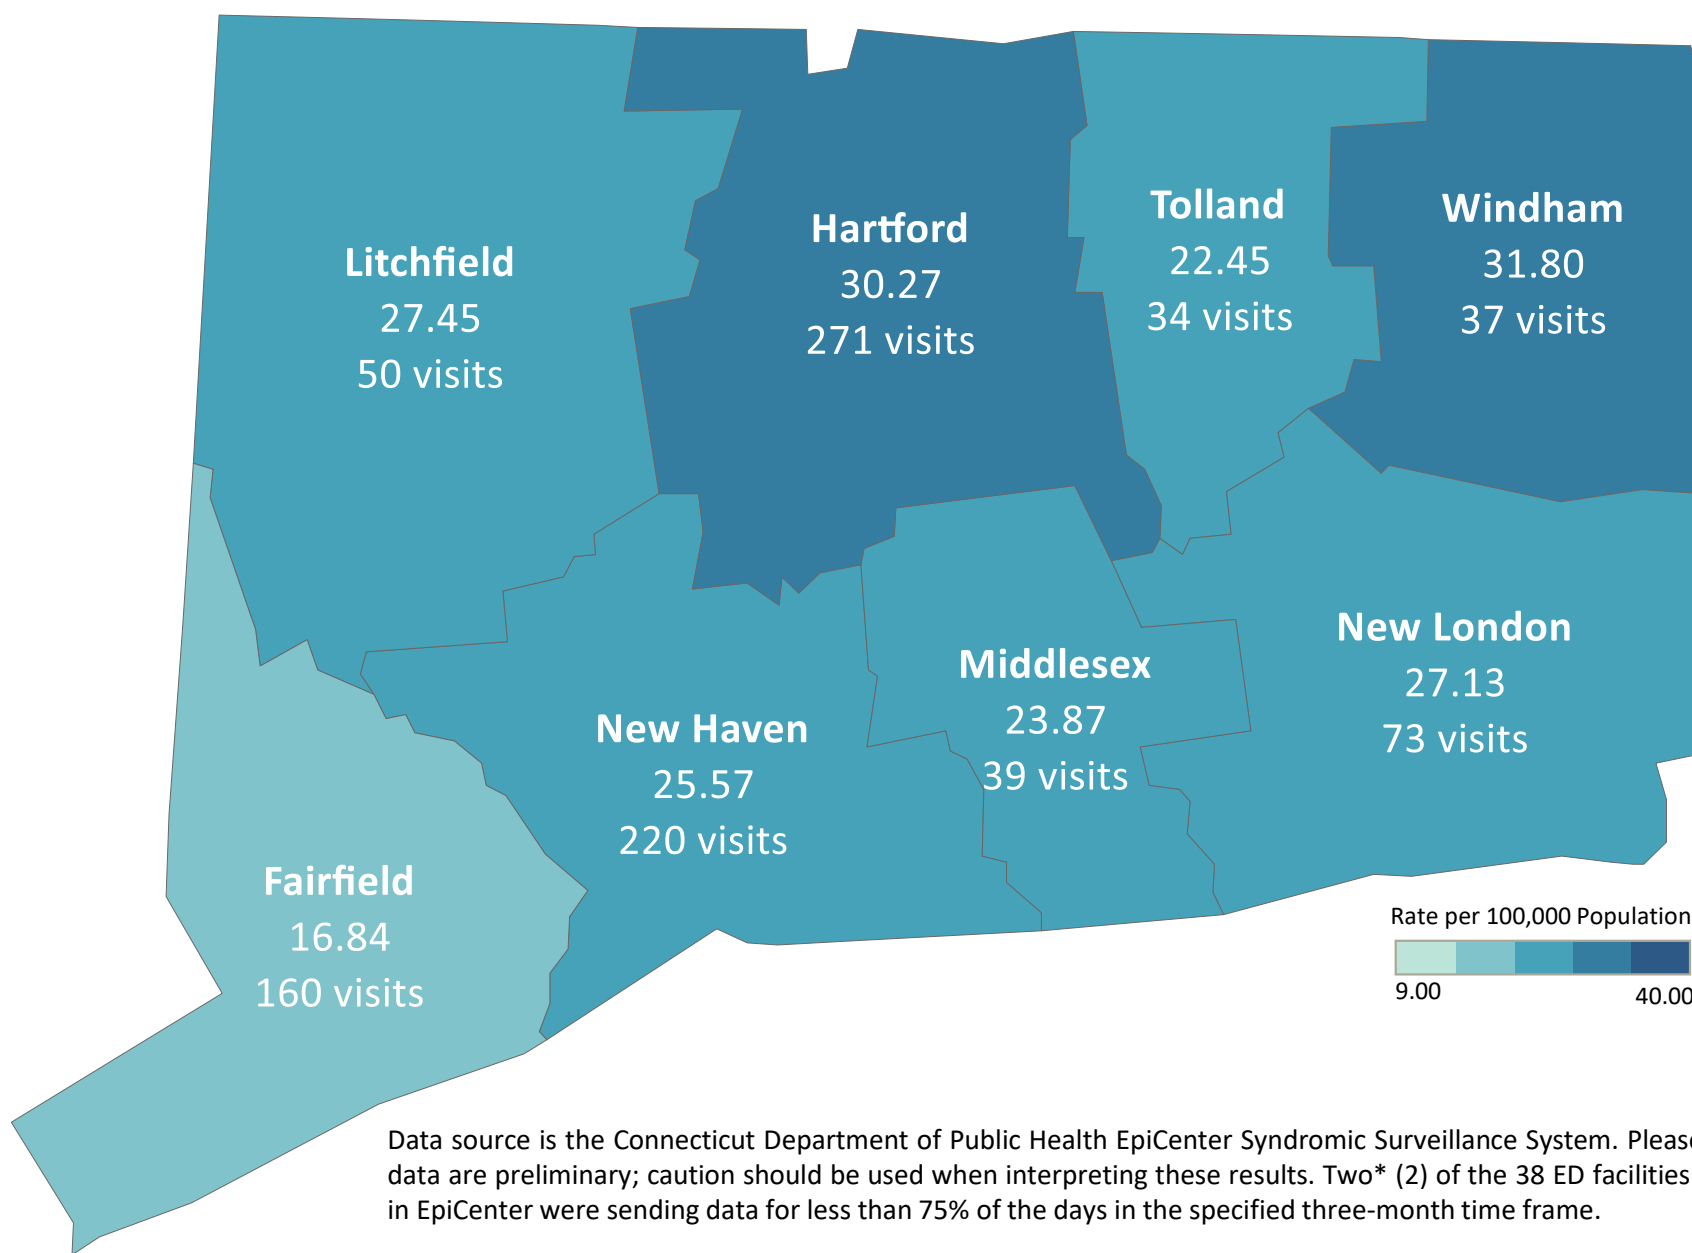 Litchfield
27.45
50 visits
Hartford
30.27
271 visits
Tolland
22.45
34 visits
Windham
31.80
37 visits
Fairfield
16.84
160 visits
New Haven
25.57
220 visits
Middlesex
23.87
39 visits
New London
27.13
73 visits
Rate per 100,000 Population
9.00
40.00
Data source is the Connecticut Department of Public Health EpiCenter Syndromic Surveillance System. Please
data are preliminary; caution should be used when interpreting these results. Two* (2) of the 38 ED facilities
in EpiCenter were sending data for less than 75% of the days in the specified three-month time frame.